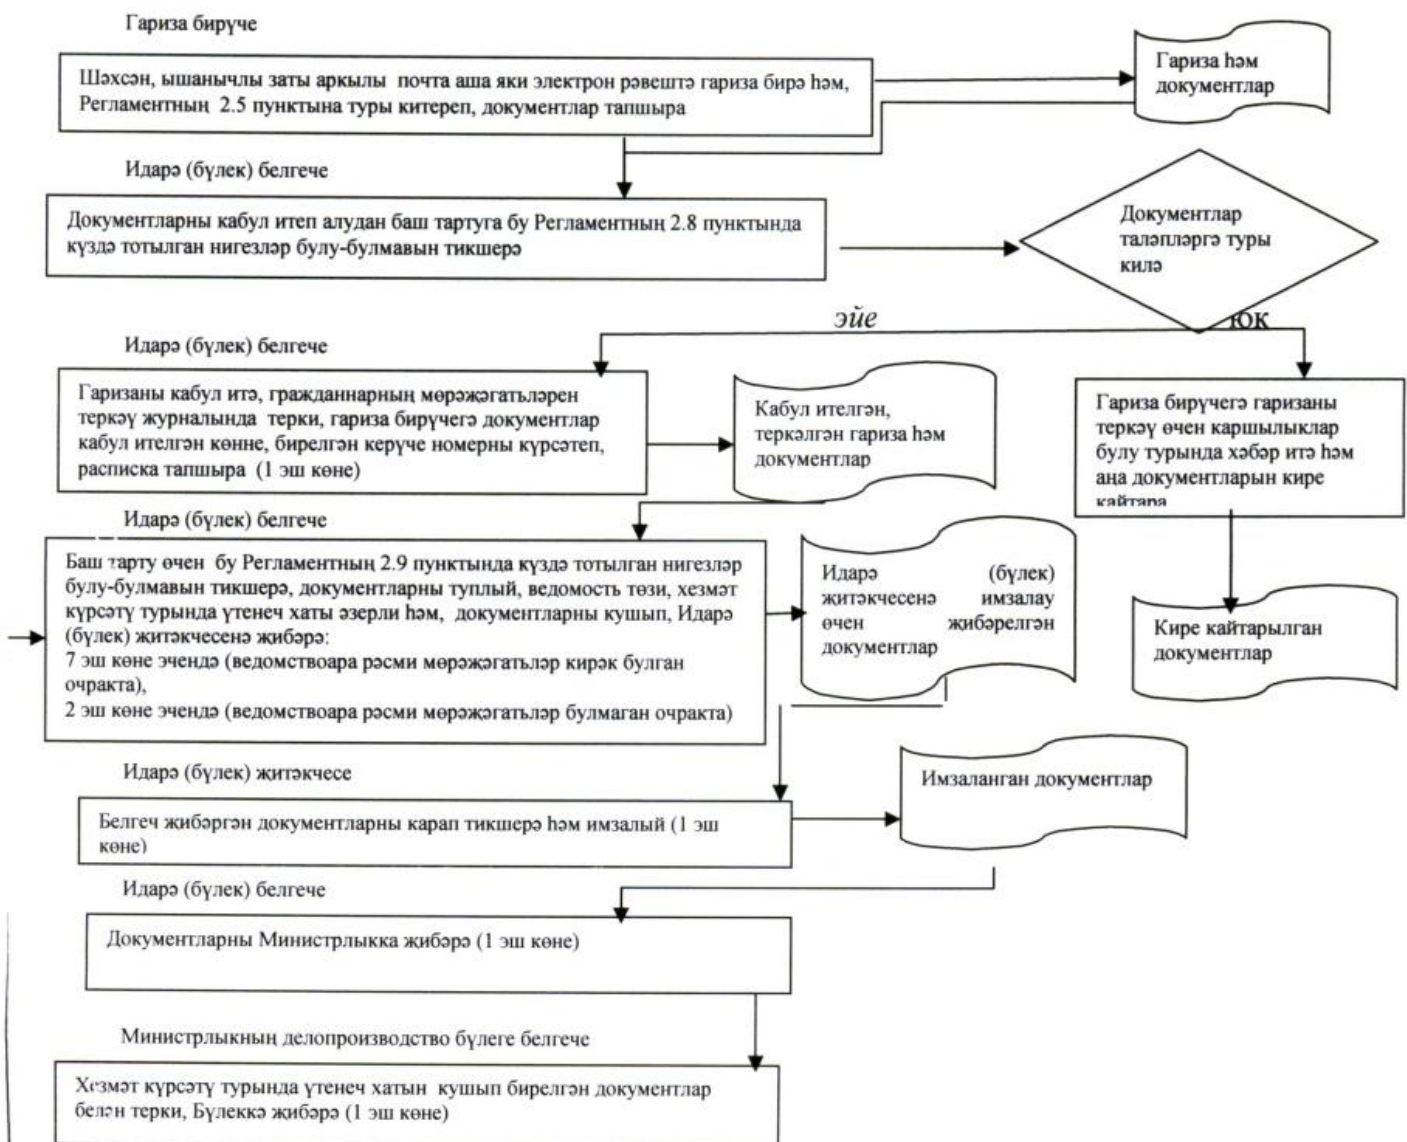 Гариза бирүче
Шәхсән, ышанычлы заты аркылы почта аша яки электрон рәвештә гариза бирә һәм,
Регламентның 2.5 пунктына туры китереп, документлар тапшыра
Гариза һәм
документлар
Идарә (бүлек) белгече
Документларны кабул итеп алудан баш тартуга бу Регламентның 2.8 пунктында
күздә тотылган нигезләр булу-булмавын тикшерә
Документлар
таләпләргә туры
килә
эйе
юк
Идарә (бүлек) белгече
Гаризаны кабул итә, гражданнарның мөрәҗәгатьләрен
теркәү журналында терки, гариза бирүчегә документлар
кабул ителгән көнне, бирелгән керүче номерны күрсәтеп,
расписка тапшыра (1 эш көне)
Кабул ителгән,
теркәлгән гариза һәм
документлар
Гариза бирүчегә гаризаны
теркәү өчен каршылыклар
булу турында хәбәр итә һәм
аңа документларын кире
кайтара
Идарә (бүлек) белгече
Баш тарту өчен бу Регламентның 2.9 пунктында күздә тотылган нигезләр
булу-булмавын тикшерә, документларны туплый, ведомость төзи, хезмәт
күрсәтү турында үтенеч хаты әзерли һәм, документларны кушып, Идарә
(бүлек) җитәкчесенә җибәрә:
7 эш көне эчендә (ведомствоара рәсми мөрәҗәгатьләр кирәк булган
очракта),
2 эш көне эчендә (ведомствоара рәсми мөрәҗәгатьләр булмаган очракта)
Идарә (бүлек)
җитәкчесенә имзалау
өчен җибәрелгән
документлар
Кире кайтарылган
документлар
Идарә (бүлек) җитәкчесе
Белгеч җибәргән документларны карап тикшерә һәм имзалый (1 эш
көне)
Имзаланган документлар
Идарә (бүлек) белгече
Документларны Министрлыкка җибәрә (1 эш көне)
Министрлыкның делопроизводство бүлеге белгече
Хезмәт күрсәтү турында үтенеч хатын кушып бирелгән документлар
белән терки, Бүлеккә җибәрә (1 эш көне)